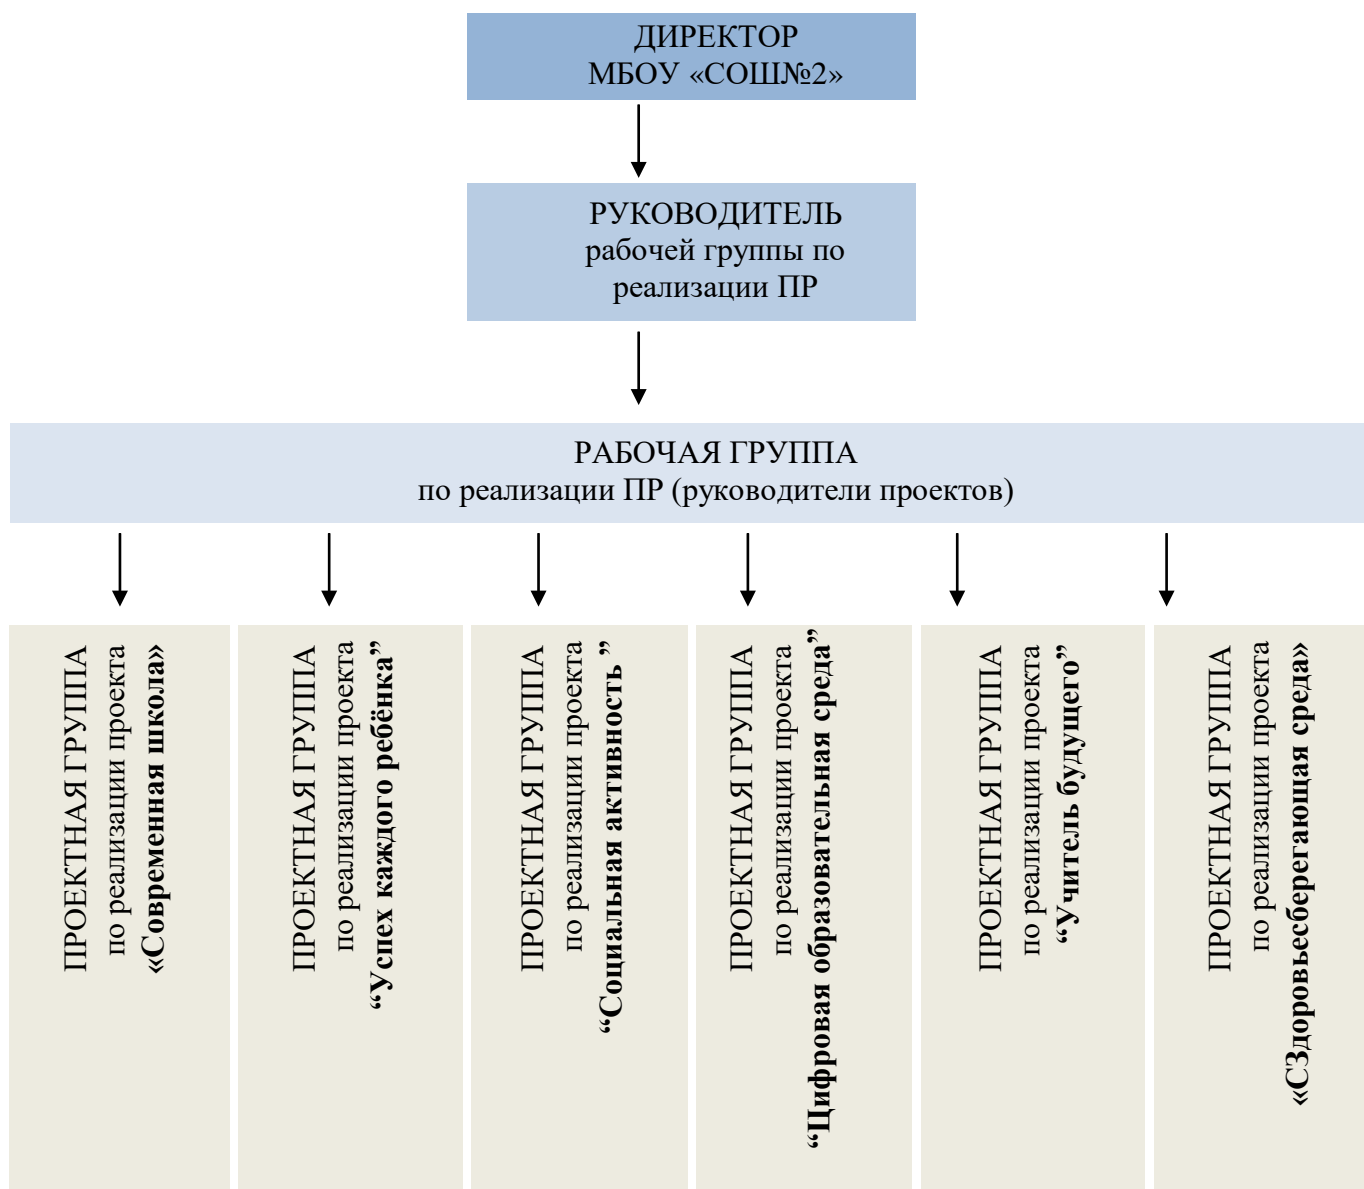 ДИРЕКТОР
МБОУ «СОШ№2»
РУКОВОДИТЕЛЬ
рабочей группы по
реализации ПР
РАБОЧАЯ ГРУППА
по реализации ПР (руководители проектов)
ПРОЕКТНАЯ ГРУППА
по реализации проекта
«Современная школа»
ПРОЕКТНАЯ ГРУППА
по реализации проекта
“Успех каждого ребёнка”
ПРОЕКТНАЯ ГРУППА
по реализации проекта
“Социальная активность ”
ПРОЕКТНАЯ ГРУППА
по реализации проекта
“Цифровая образовательная среда”
ПРОЕКТНАЯ ГРУППА
по реализации проекта
“Учитель будущего”
ПРОЕКТНАЯ ГРУППА
по реализации проекта
«СЗдоровьесберегающая среда»